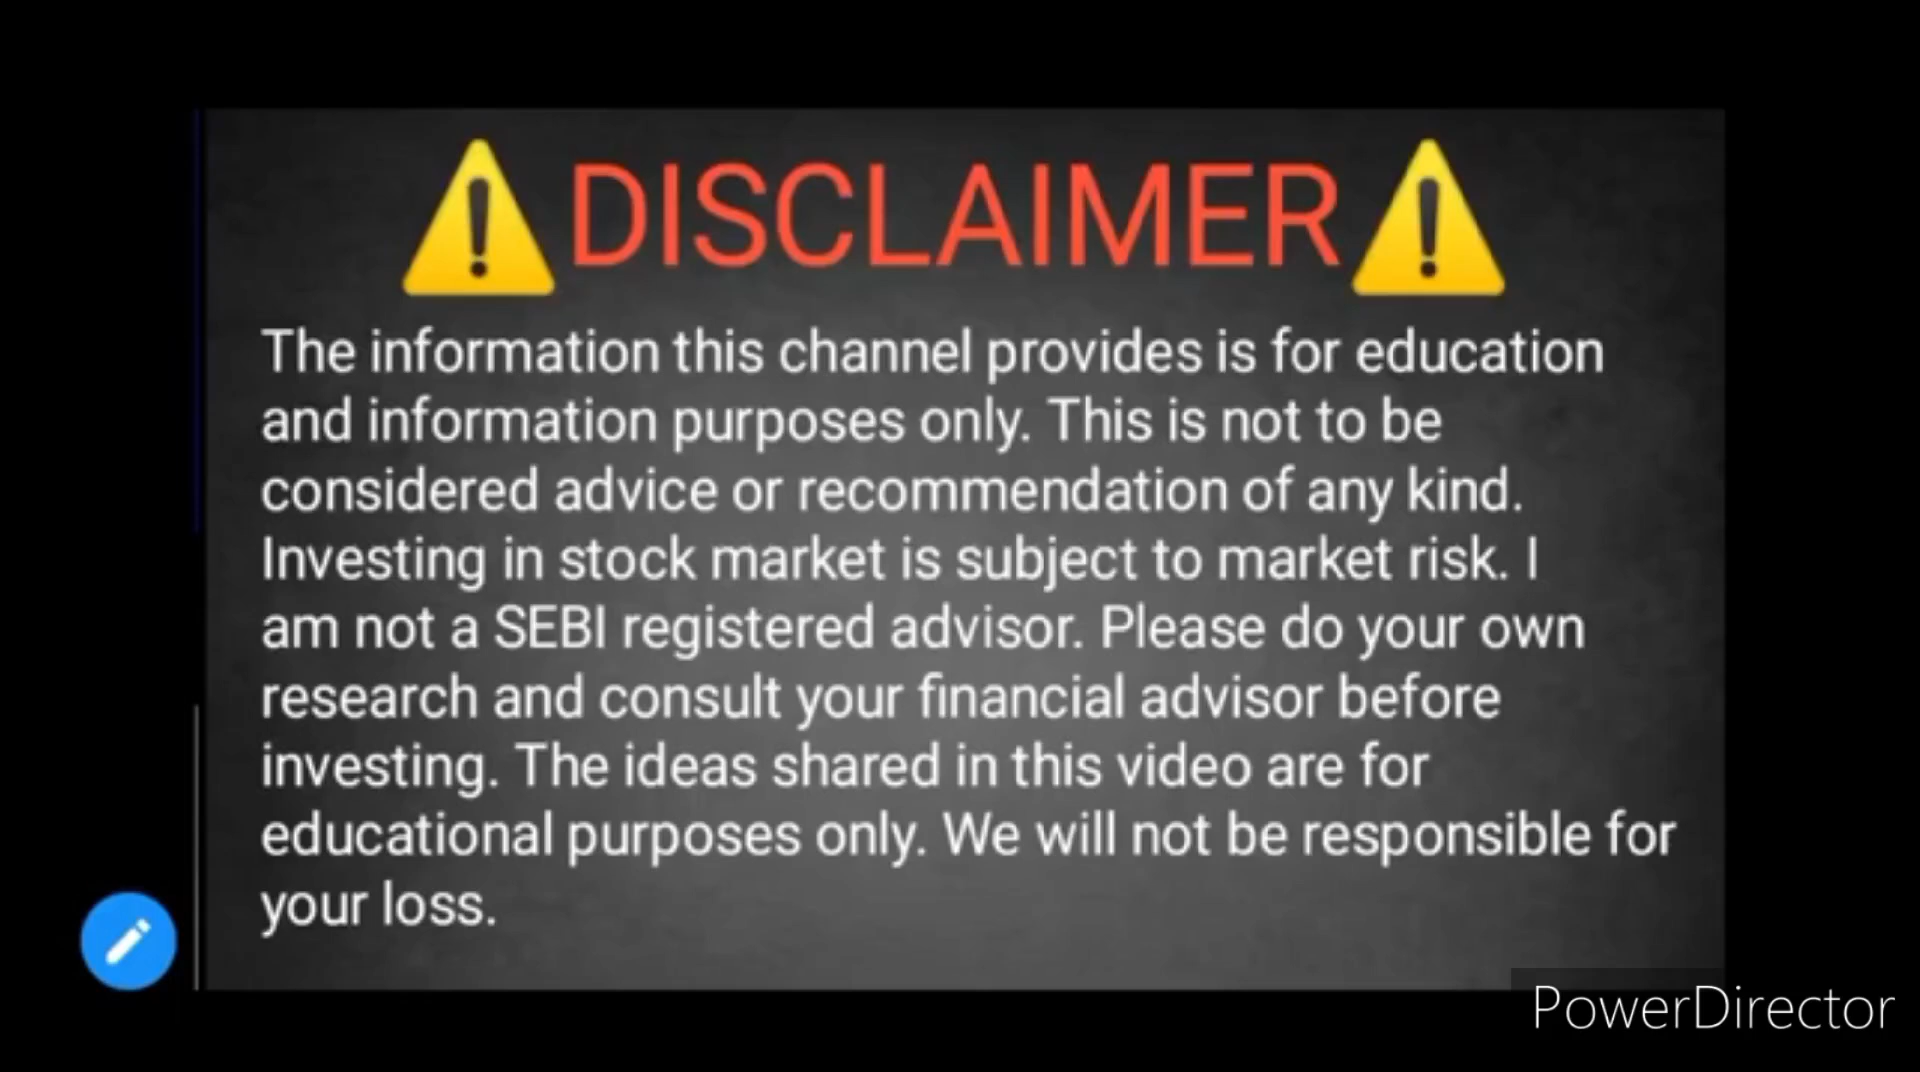 ⚠DISCLAIMER⚠
The information this channel provides is for education
and information purposes only. This is not to be
considered advice or recommendation of any kind.
Investing in stock market is subject to market risk. I
am not a SEBI registered advisor. Please do your own
research and consult your financial advisor before
investing. The ideas shared in this video are for
educational purposes only. We will not be responsible for
your loss.
PowerDirector